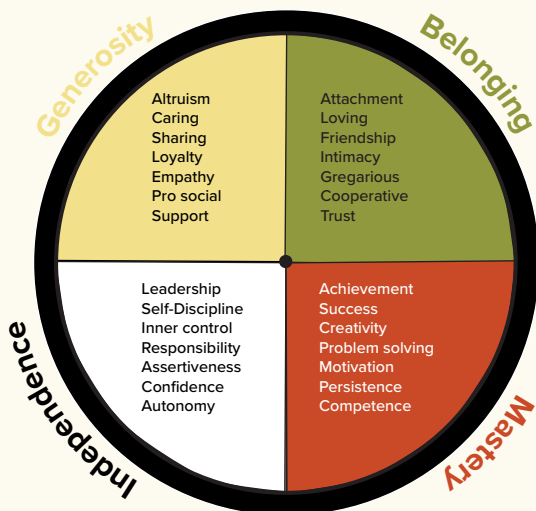 Generosity
Altruism
Caring
Sharing
Loyalty
Empathy
Pro social
Support
Belonging
Attachment
Loving
Friendship
Intimacy
Gregarious
Cooperative
Trust
Independence
Leadership
Self-Discipline
Inner control
Responsibility
Assertiveness
Confidence
Autonomy
Mastery
Achievement
Success
Creativity
Problem solving
Motivation
Persistence
Competence